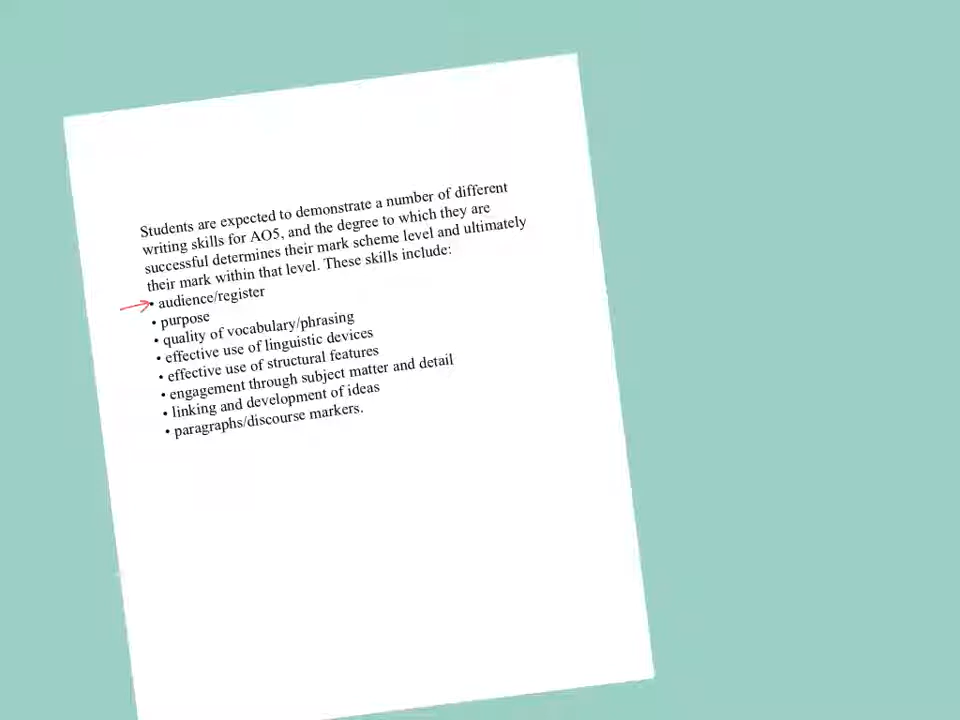 Students are expected to demonstrate a number of different
writing skills for AO5, and the degree to which they are
successful determines their mark scheme level and ultimately
their mark within that level. These skills include:
• audience/register
• purpose
• quality of vocabulary/phrasing
• effective use of linguistic devices
• effective use of structural features
• engagement through subject matter and detail
• linking and development of ideas
• paragraphs/discourse markers.